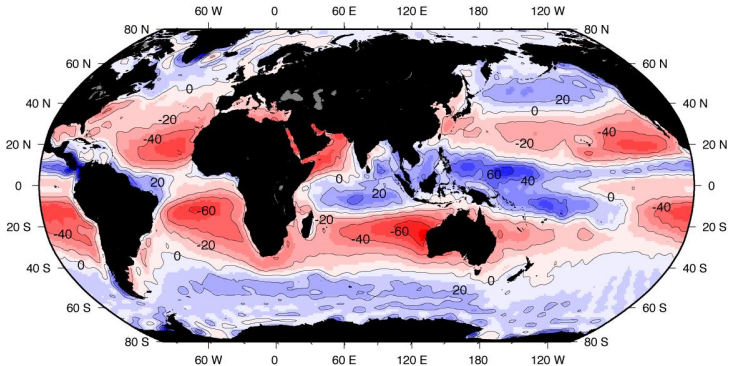 60 W 0 60 E 120 E 180 120 W
80 N 80 N
60 N 60 N
0
40 N 20 40 N
-20 0
-40 -20 -40
20 N 20 N
60
0 20 0 20 40 0 0
-60 -20
20 S -40 -20 -40 -60 -40 20 S
0 0 0
40 S 40 S
20
60 S 60 S
80 S 80 S
60 W 0 60 E 120 E 180 120 W